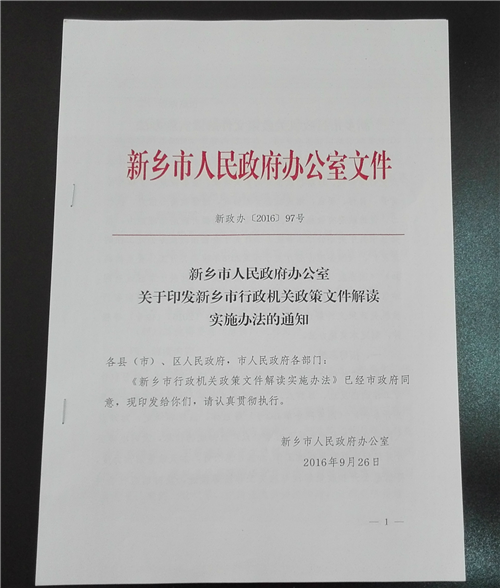 新乡市人民政府办公室文件
新政办〔2016〕97号
新乡市人民政府办公室
关于印发新乡市行政机关政策文件解读
实施办法的通知
各县（市）、区人民政府，市人民政府各部门：
《新乡市行政机关政策文件解读实施办法》已经市政府同
意，现印发给你们，请认真贯彻执行。
新乡市人民政府办公室
2016年9月26日
— 1 —